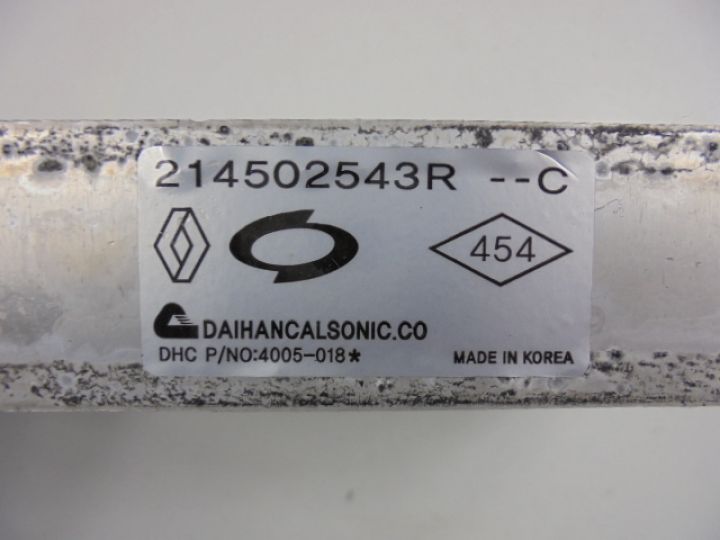 214502543R --C
454
DAIHANCALSONIC.CO
DHC P/NO:4005-018* MADE IN KOREA